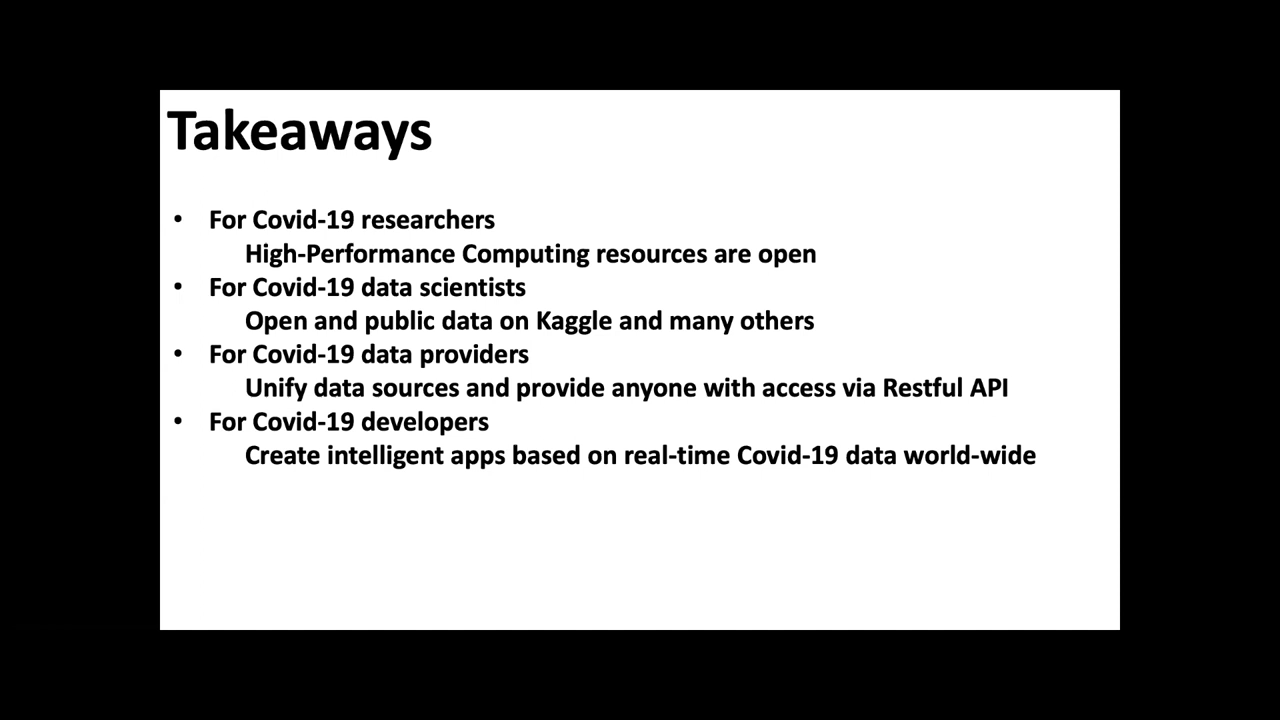 Takeaways
• For Covid-19 researchers
High-Performance Computing resources are open
• For Covid-19 data scientists
Open and public data on Kaggle and many others
• For Covid-19 data providers
Unify data sources and provide anyone with access via Restful API
• For Covid-19 developers
Create intelligent apps based on real-time Covid-19 data world-wide